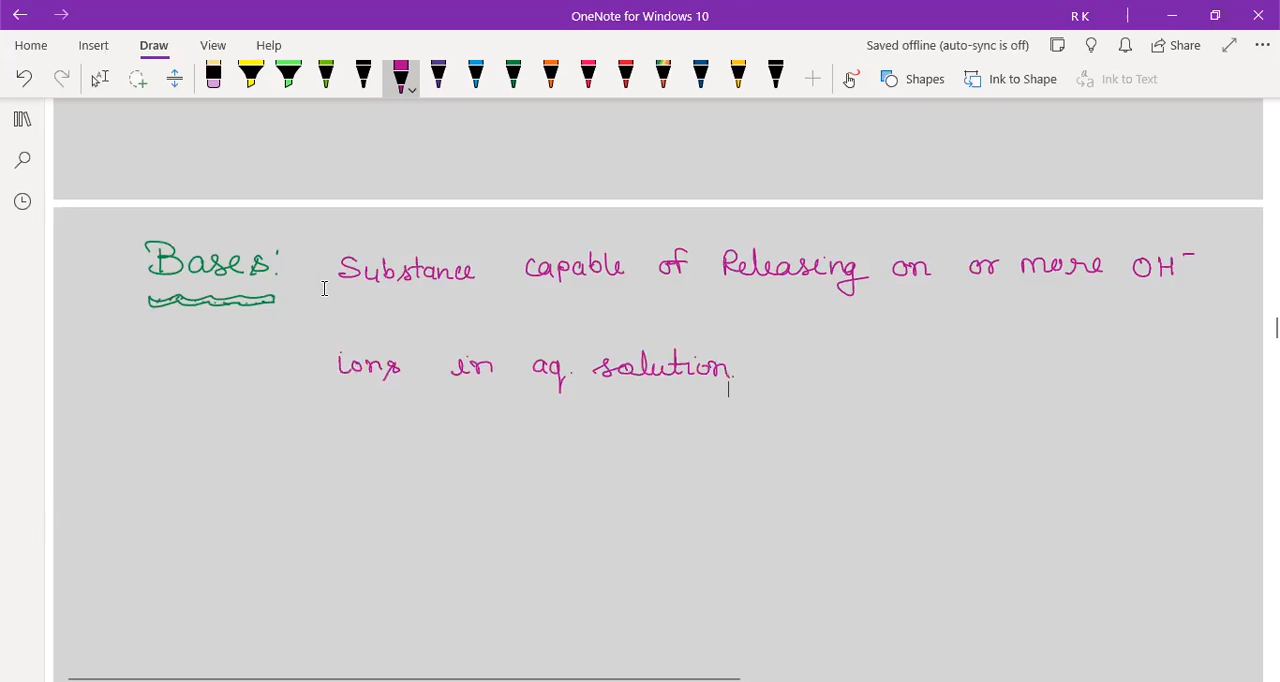 OneNote for Windows 10
R K
Home Insert Draw View Help
Saved offline (auto-sync is off)
Share
Shapes
Ink to Shape
Ink to Text
Bases: Substance capable of Releasing on or more OH⁻
ions in aq. solution.